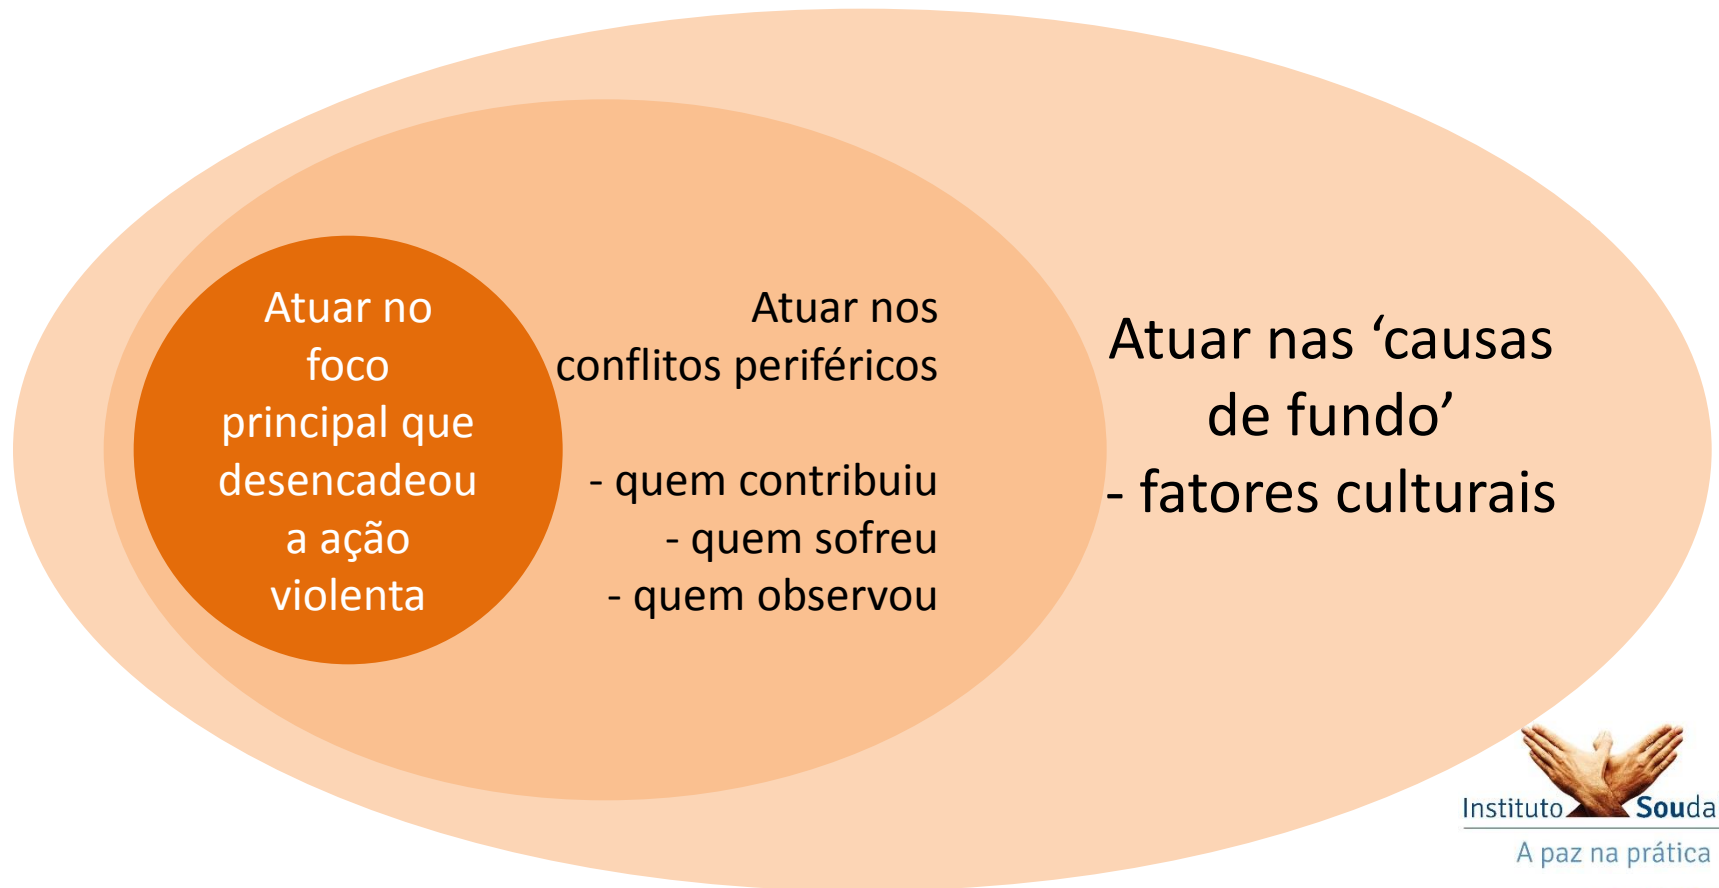 Atuar no
foco
principal que
desencadeou
a ação
violenta
Atuar nos
conflitos periféricos
- quem contribuiu
- quem sofreu
- quem observou
Atuar nas ‘causas
de fundo’
- fatores culturais
Instituto Souda
A paz na prática